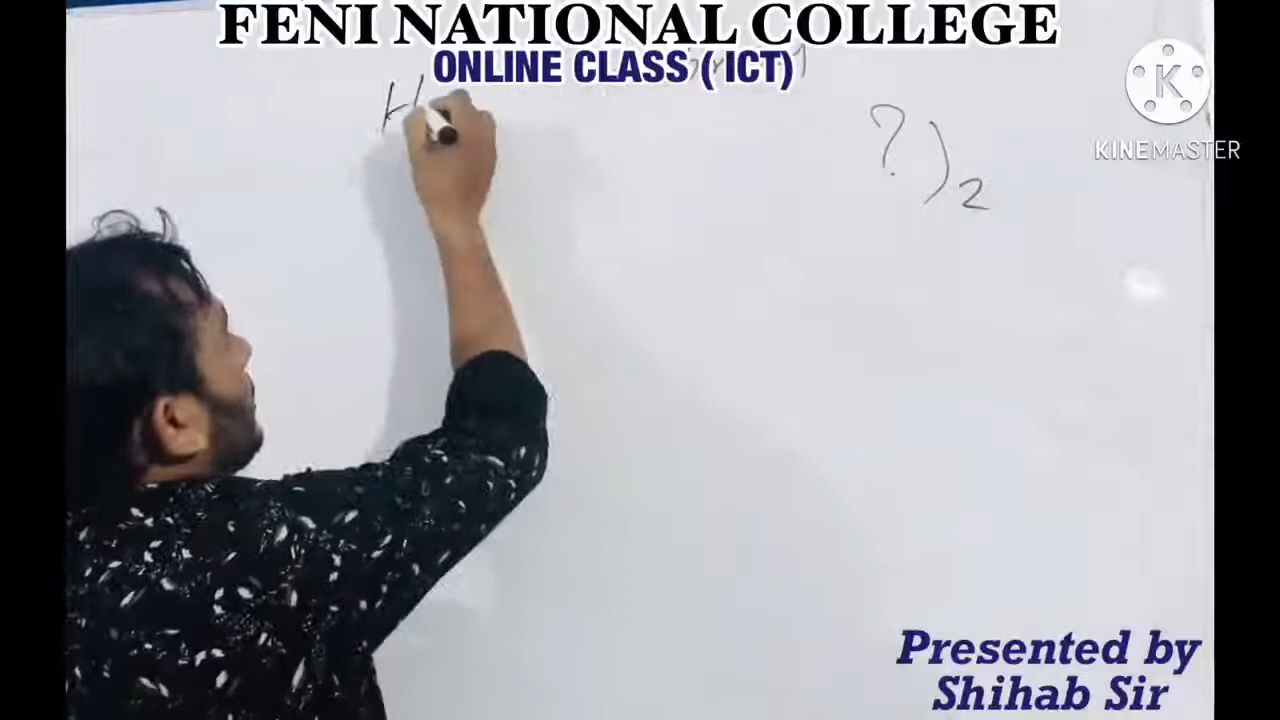 FENI NATIONAL COLLEGE
ONLINE CLASS ( ICT)
K
KINEMASTER
H
? )2
Presented by
Shihab Sir